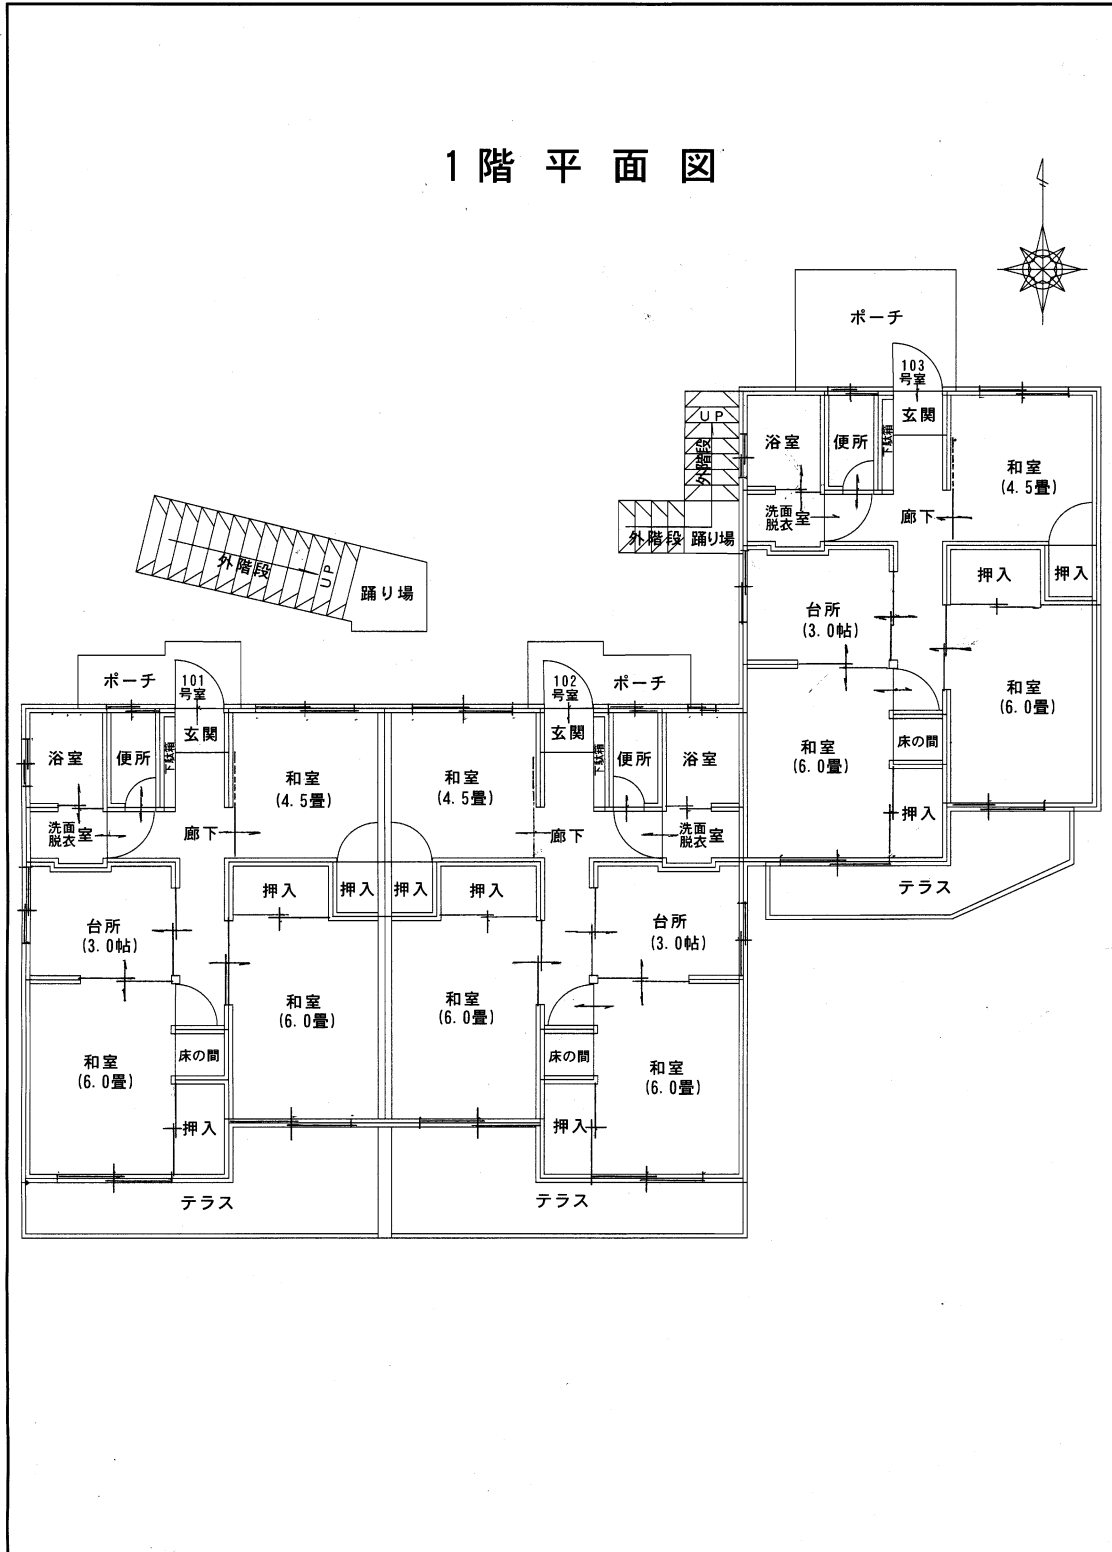 1階平面図
ポーチ
103
号室
玄関
下駄箱
便所
浴室
和室
(4.5畳)
洗面
脱衣
室
廊下
UP
外階段
外階段
踊り場
押入
押入
台所
(3.0帖)
和室
(6.0畳)
和室
(6.0畳)
床の間
押入
テラス
外階段
UP
踊り場
ポーチ
101
号室
玄関
下駄箱
便所
浴室
洗面
脱衣
室
廊下
和室
(4.5畳)
押入
押入
台所
(3.0帖)
和室
(6.0畳)
和室
(6.0畳)
床の間
押入
テラス
102
号室
ポーチ
玄関
下駄箱
便所
浴室
和室
(4.5畳)
廊下
洗面
脱衣
室
押入
押入
台所
(3.0帖)
和室
(6.0畳)
床の間
和室
(6.0畳)
押入
テラス